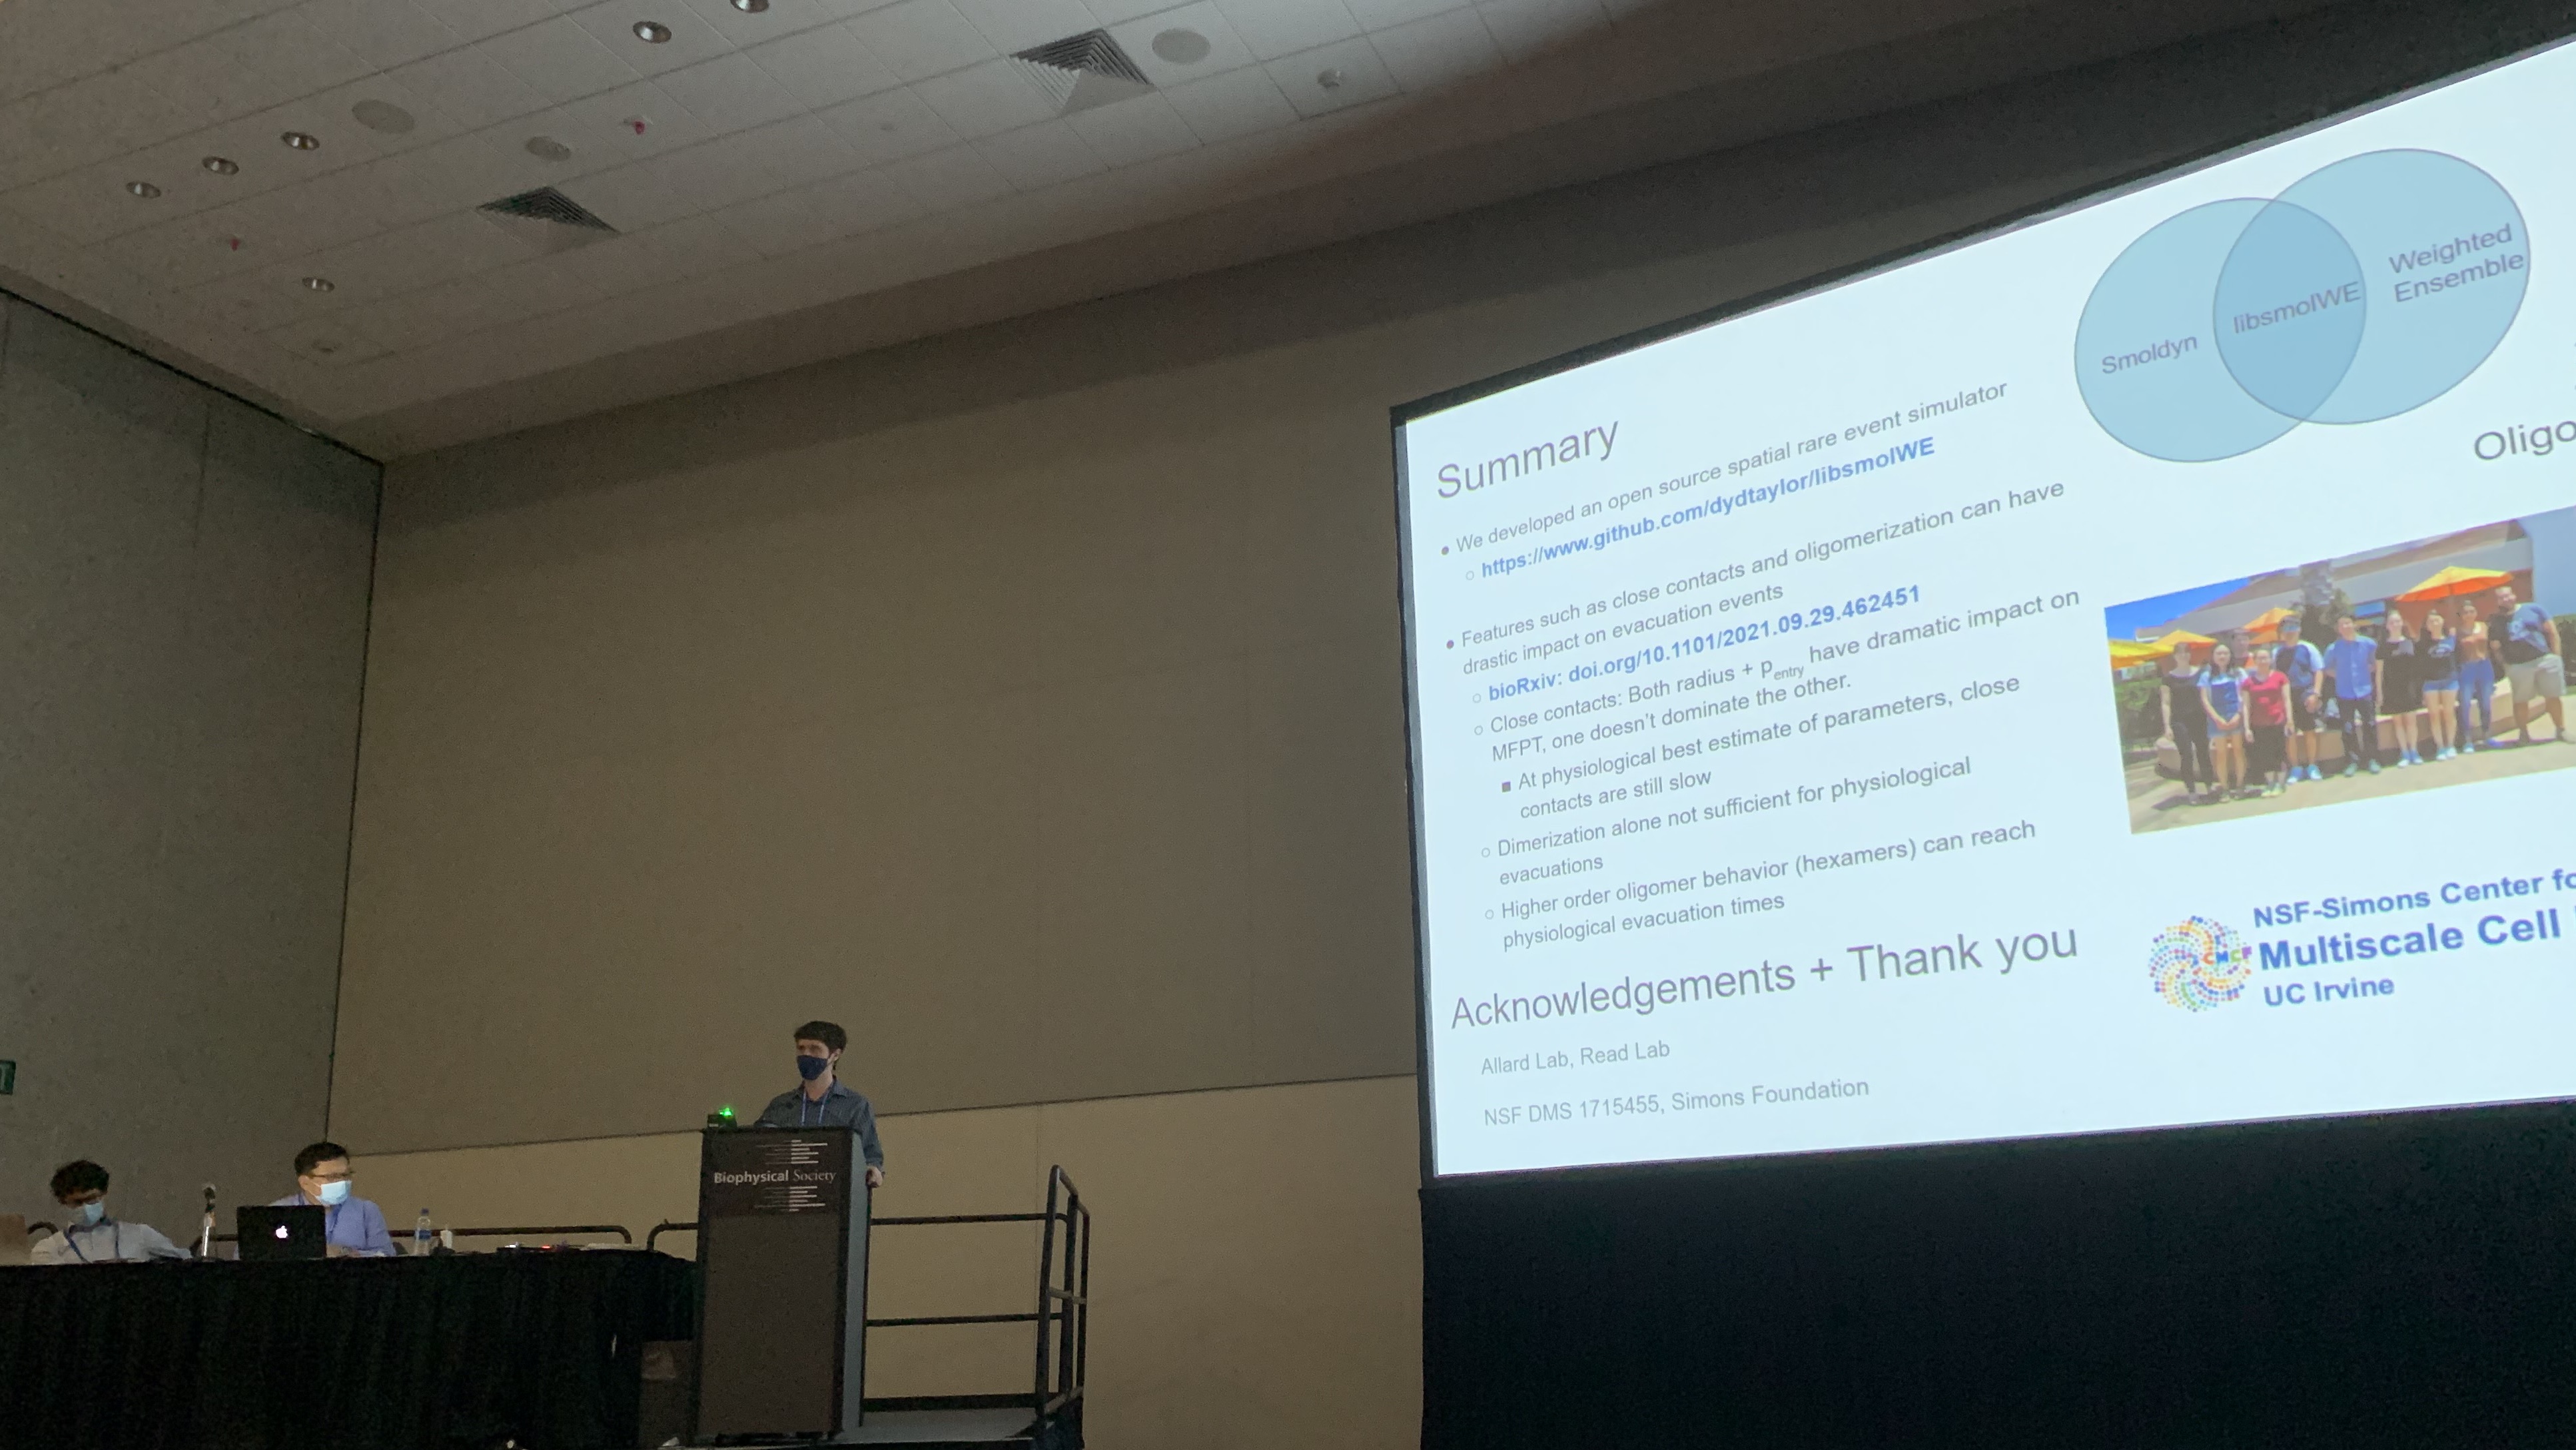 Summary
• We developed an open source spatial rare event simulator
○ https://www.github.com/dydtaylor/libsmolWE
• Features such as close contacts and oligomerization can have
drastic impact on evacuation events
○ bioRxiv: doi.org/10.1101/2021.09.29.462451
○ Close contacts: Both radius + pentry have dramatic impact on
MFPT, one doesn't dominate the other.
■ At physiological best estimate of parameters, close
contacts are still slow
○ Dimerization alone not sufficient for physiological
evacuations
○ Higher order oligomer behavior (hexamers) can reach
physiological evacuation times
Acknowledgements + Thank you
Allard Lab, Read Lab
NSF DMS 1715455, Simons Foundation
Smoldyn
libsmolWE
Weighted
Ensemble
Oligo
NSF-Simons Center fo
CMCF
Multiscale Cell
UC Irvine
Biophysical Society